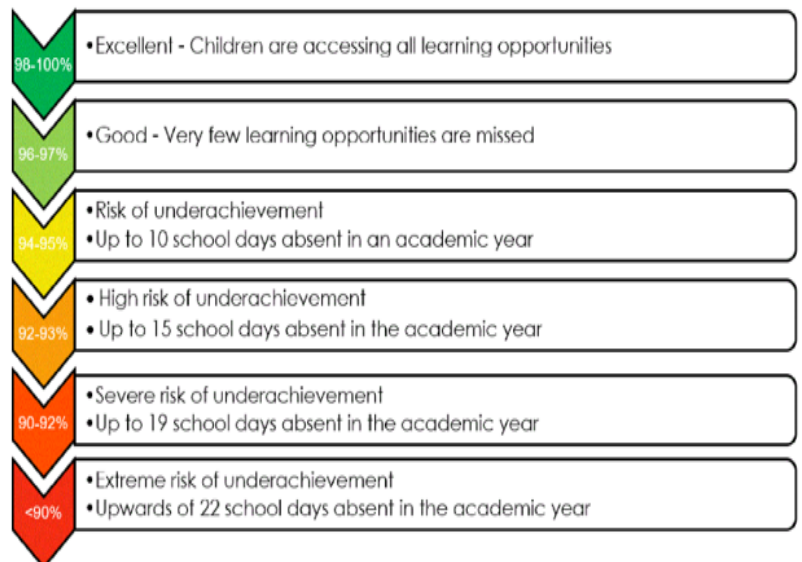 98-100%
•Excellent - Children are accessing all learning opportunities
96-97%
•Good - Very few learning opportunities are missed
94-95%
•Risk of underachievement
•Up to 10 school days absent in an academic year
92-93%
• High risk of underachievement
• Up to 15 school days absent in the academic year
90-92%
•Severe risk of underachievement
•Up to 19 school days absent in the academic year
<90%
•Extreme risk of underachievement
•Upwards of 22 school days absent in the academic year